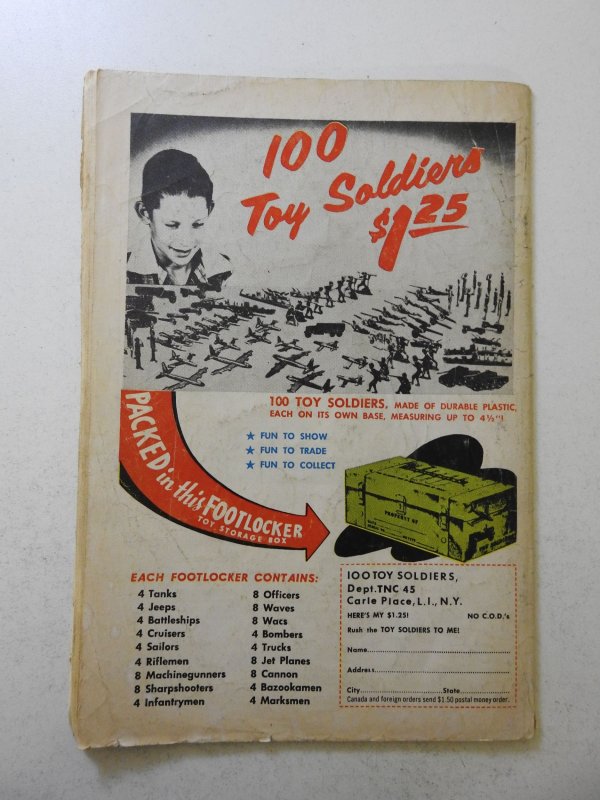 100
Toy Soldiers
$1.25
100 TOY SOLDIERS, MADE OF DURABLE PLASTIC,
EACH ON ITS OWN BASE, MEASURING UP TO 4½"!
★ FUN TO SHOW
★ FUN TO TRADE
★ FUN TO COLLECT
PACKED in this FOOTLOCKER
TOY STORAGE BOX
PROPERTY OF
EACH FOOTLOCKER CONTAINS:
4 Tanks
4 Jeeps
4 Battleships
4 Cruisers
4 Sailors
4 Riflemen
8 Machinegunners
8 Sharpshooters
4 Infantrymen
8 Officers
8 Waves
8 Wacs
4 Bombers
4 Trucks
8 Jet Planes
8 Cannon
4 Bazookamen
4 Marksmen
100 TOY SOLDIERS,
Dept. TNC 45
Carle Place, L.I., N.Y.
HERE'S MY $1.25! NO C.O.D.'s
Rush the TOY SOLDIERS TO ME!
Name
Address
City State
Canada and foreign orders send $1.50 postal money order.